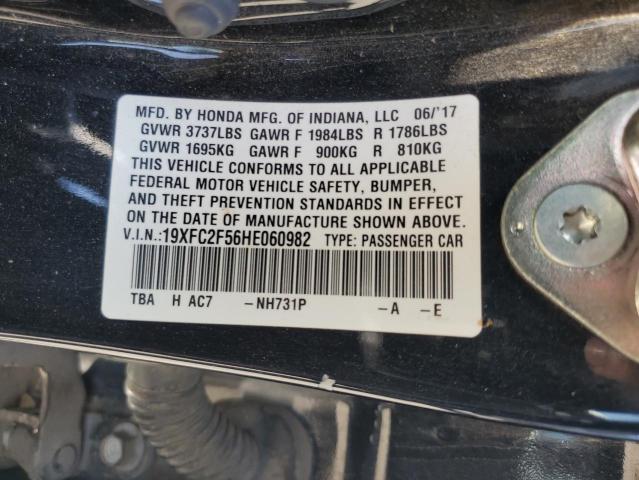 MFD. BY HONDA MFG. OF INDIANA, LLC 06/'17
GVWR 3737LBS GAWR F 1984LBS R 1786LBS
GVWR 1695KG GAWR F 900KG R 810KG
THIS VEHICLE CONFORMS TO ALL APPLICABLE
FEDERAL MOTOR VEHICLE SAFETY, BUMPER,
AND THEFT PREVENTION STANDARDS IN EFFECT
ON THE DATE OF MANUFACTURE SHOWN ABOVE.
V.I.N.:19XFC2F56HE060982 TYPE: PASSENGER CAR
TBA H AC7 -NH731P -A -E